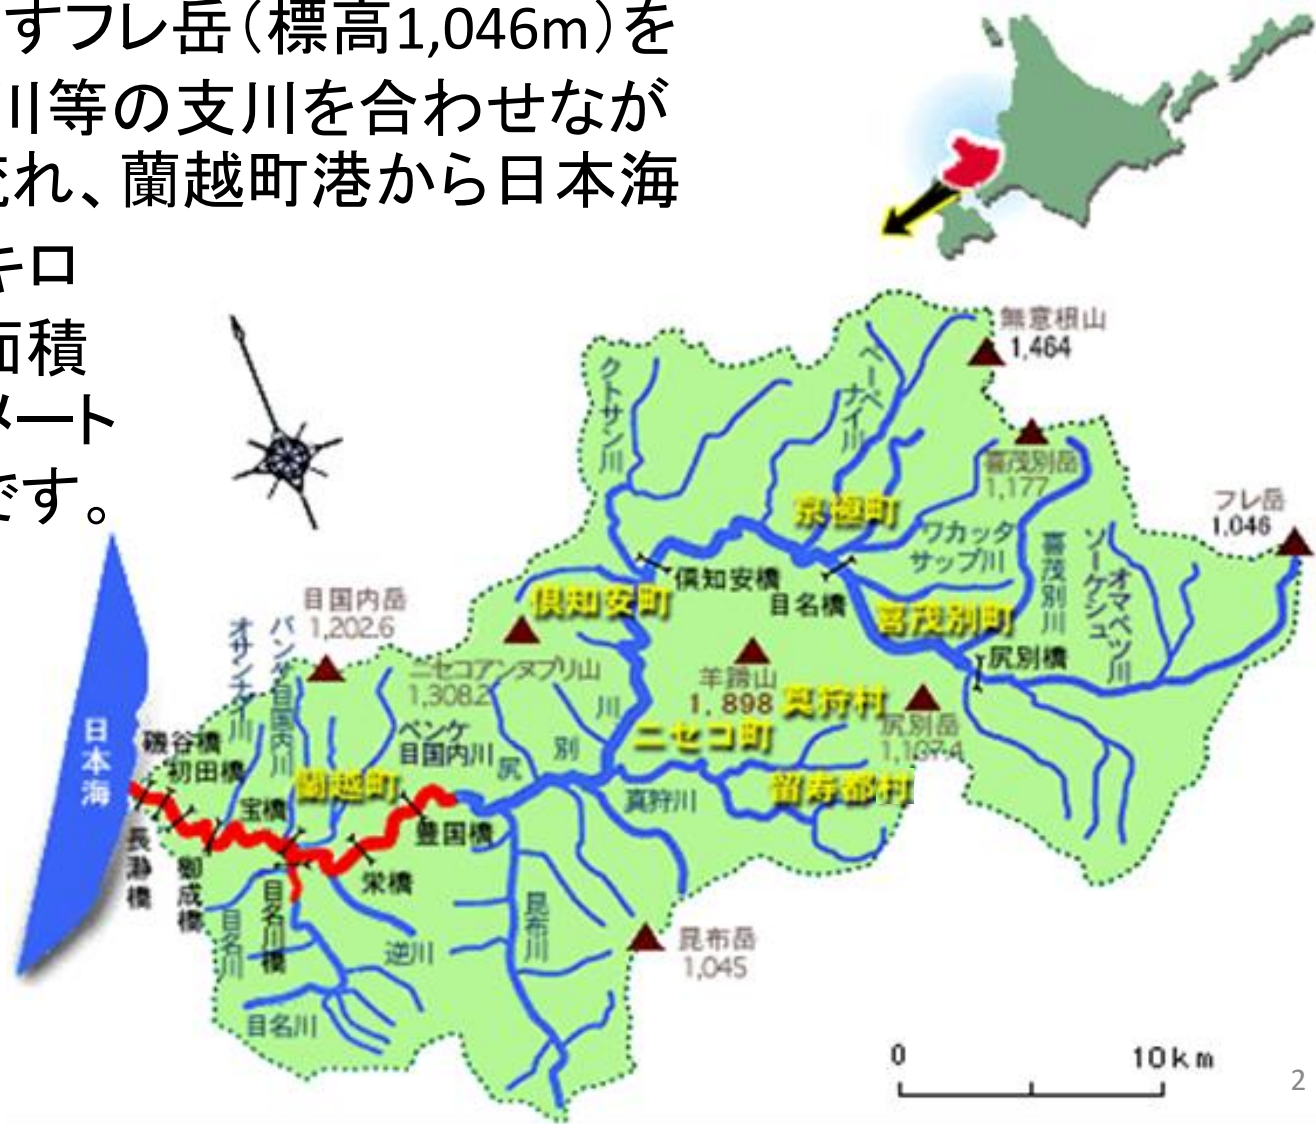 すフレ岳(標高1,046m)を
川等の支川を合わせなが
流れ、蘭越町港から日本海
キロ
面積
メート
です。
無意根山
1,464
喜茂別岳
1,177
フレ岳
1.046
クトサン川
ペーペナイ川
京極町
ワカッタ
サップ川
喜茂別川
ソーケシュ
オマベツ川
倶知安橋
目名橋
倶知安町
喜茂別町
尻別橋
目国内岳
1,202.6
ニセコアンヌプリ山
1,308.2
羊蹄山
1.898
真狩村
尻別岳
1,107.4
ニセコ町
留寿都村
真狩川
オサンナイ川
パンケ目国内川
ペンケ
目国内川
尻
別
川
日本海
磯谷橋
初田橋
宝橋
蘭越町
豊国橋
栄橋
長瀞橋
御成橋
目名川橋
目名川
逆川
昆布川
昆布岳
1,045
目名川
0
10km
2